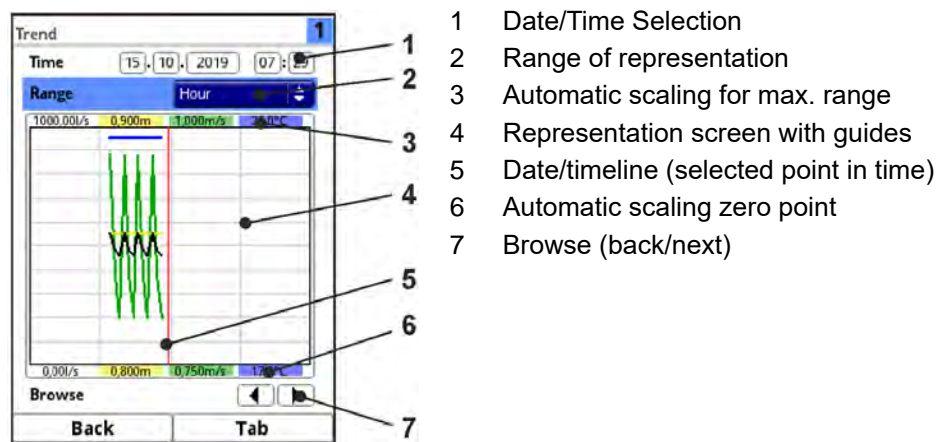 Trend 1
Time 15. 10. 2019 07:
Range Hour
1000,00l/s 0,900m 1,000m/s
0,00l/s 0,800m 0,750m/s
Browse
Back Tab
1
2
3
4
5
6
7
1 Date/Time Selection
2 Range of representation
3 Automatic scaling for max. range
4 Representation screen with guides
5 Date/timeline (selected point in time)
6 Automatic scaling zero point
7 Browse (back/next)